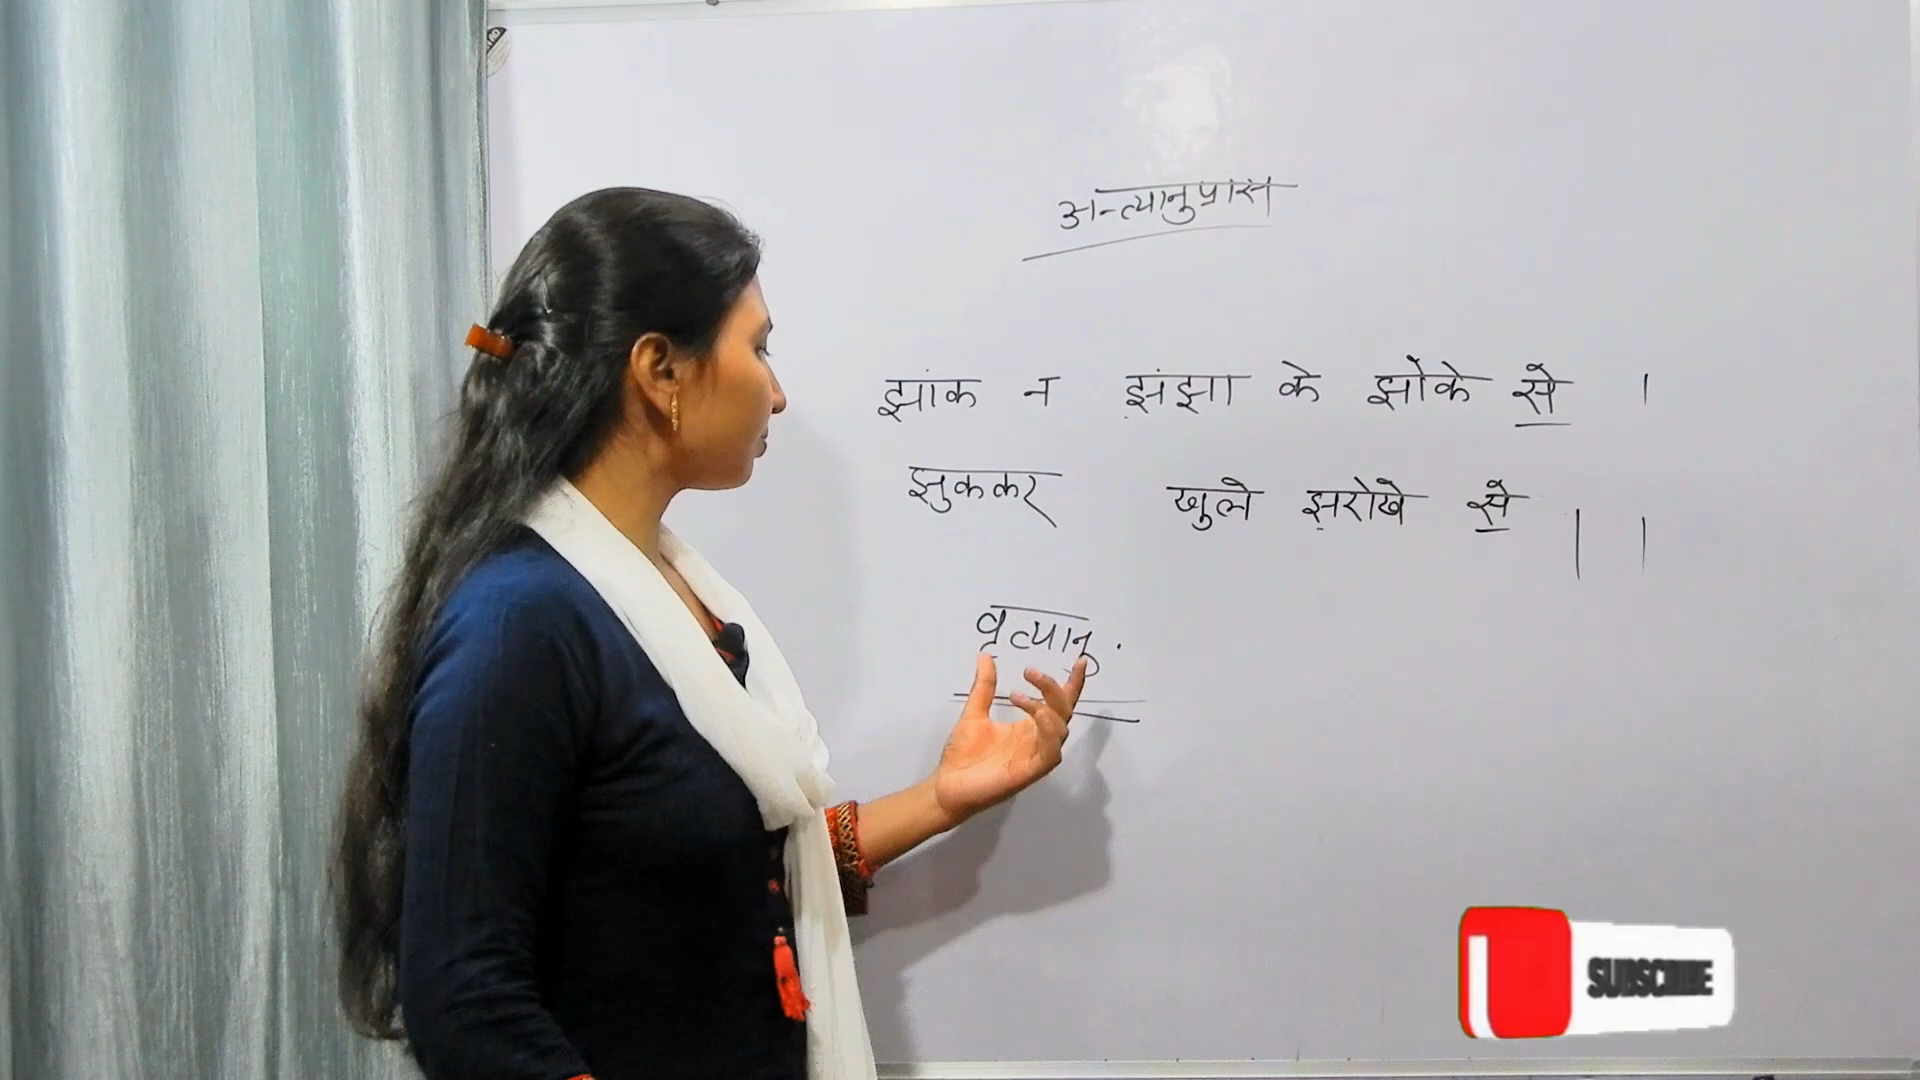 अन्त्यानुप्रास
झांक न झंझा के झोके से ।
झुककर खुले झरोखे से ।।
वृत्यानु.
SUBSCRIBE